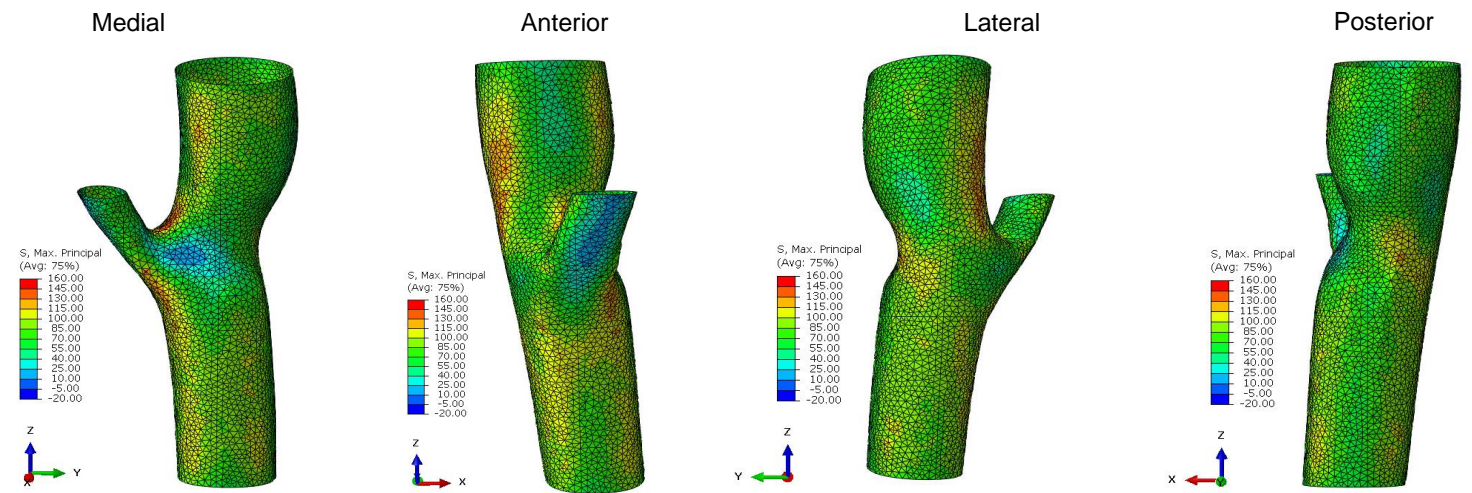 Medial
Anterior
Lateral
Posterior
S, Max. Principal
(Avg: 75%)
160.00
145.00
130.00
115.00
100.00
85.00
70.00
55.00
40.00
25.00
10.00
-5.00
-20.00
Z
Y
X
S, Max. Principal
(Avg: 75%)
160.00
145.00
130.00
115.00
100.00
85.00
70.00
55.00
40.00
25.00
10.00
-5.00
-20.00
Z
X
S, Max. Principal
(Avg: 75%)
160.00
145.00
130.00
115.00
100.00
85.00
70.00
55.00
40.00
25.00
10.00
-5.00
-20.00
Z
Y
S, Max. Principal
(Avg: 75%)
160.00
145.00
130.00
115.00
100.00
85.00
70.00
55.00
40.00
25.00
10.00
-5.00
-20.00
Z
X
Y